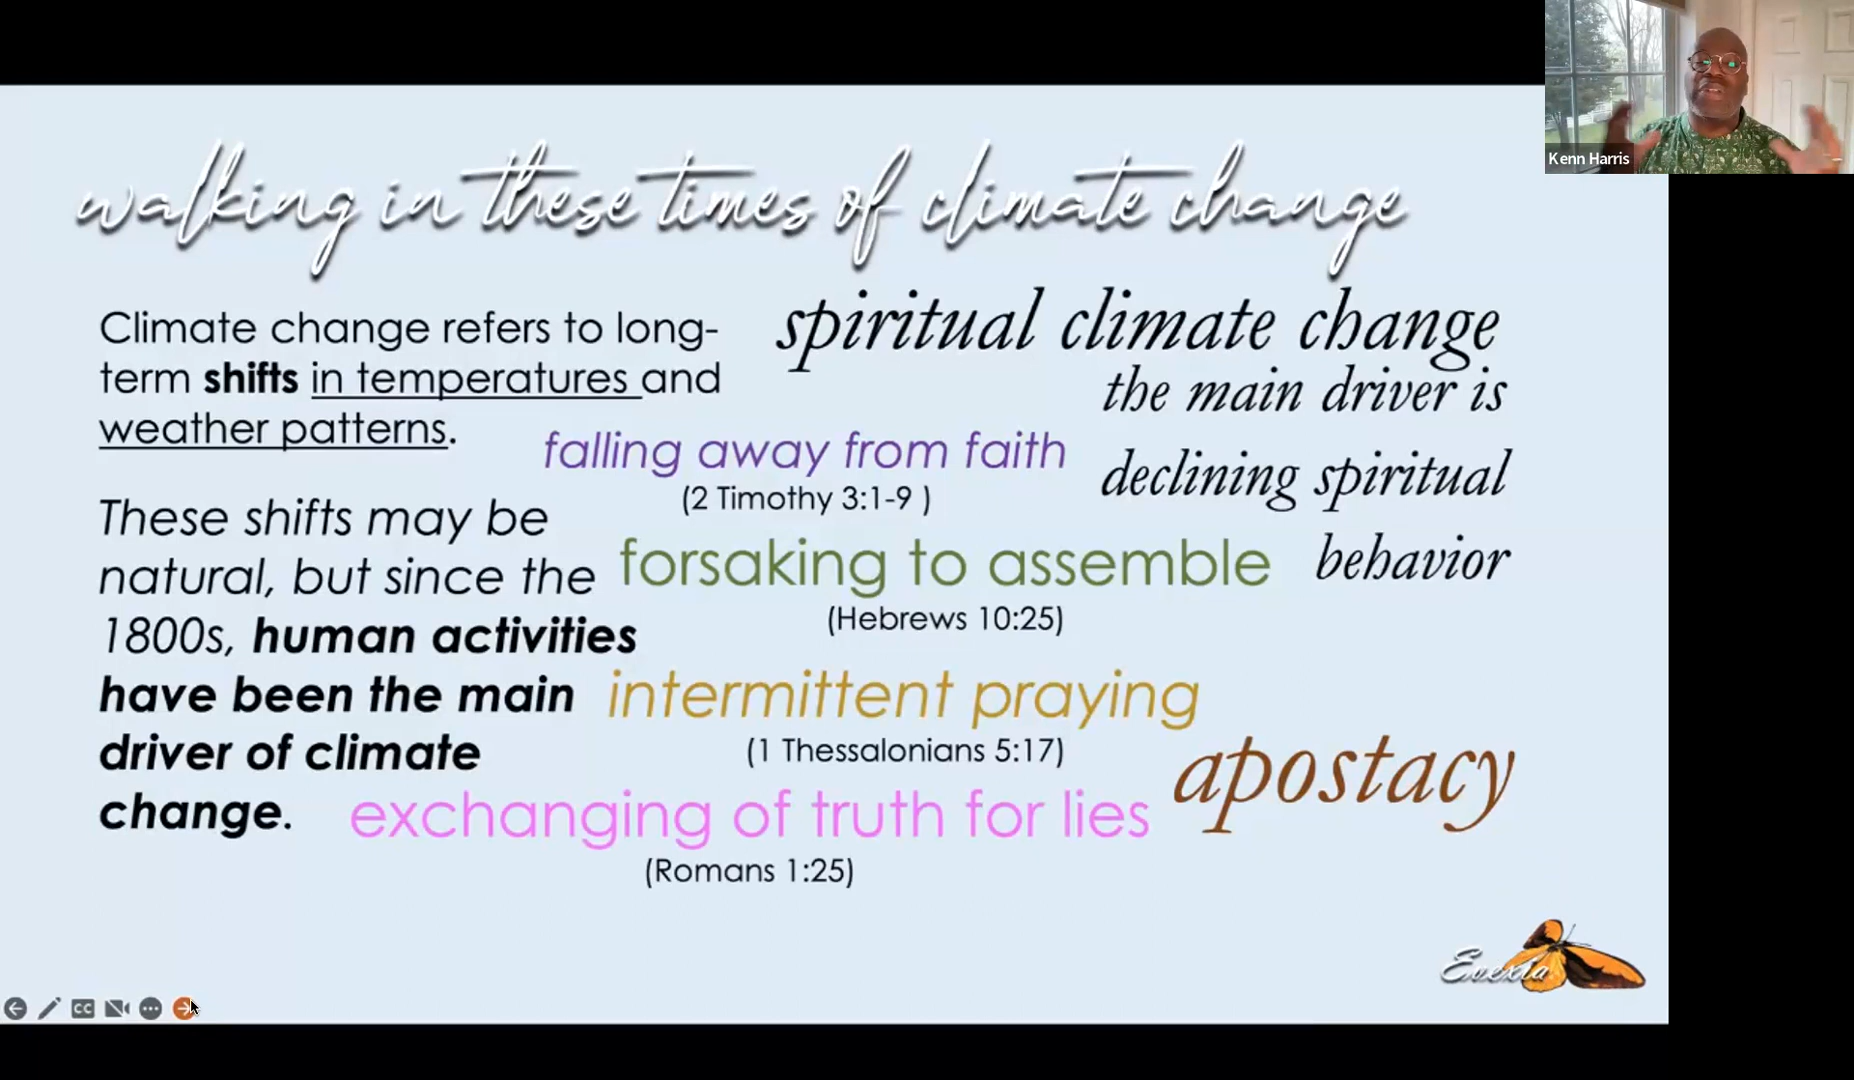 Kenn Harris
walking in these times of climate change
Climate change refers to long-
term shifts in temperatures and
weather patterns.
These shifts may be
natural, but since the
1800s, human activities
have been the main
driver of climate
change.
spiritual climate change
the main driver is
declining spiritual
behavior
falling away from faith
(2 Timothy 3:1-9 )
forsaking to assemble
(Hebrews 10:25)
intermittent praying
(1 Thessalonians 5:17)
exchanging of truth for lies
(Romans 1:25)
apostacy
Evexia
CC